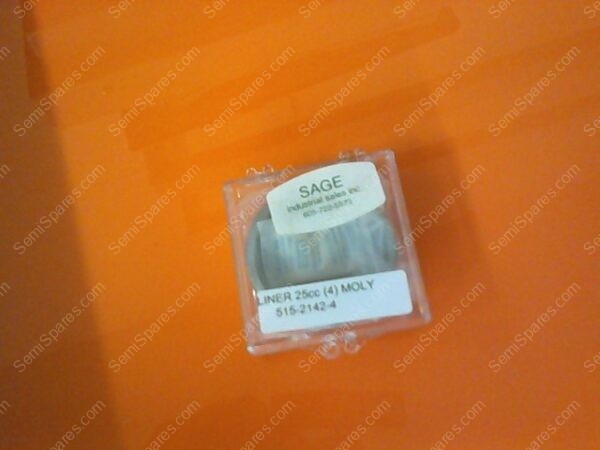 SAGE
industrial sales inc.
LINER 25cc (4) MOLY
515-2142-4
SemiSpares.com